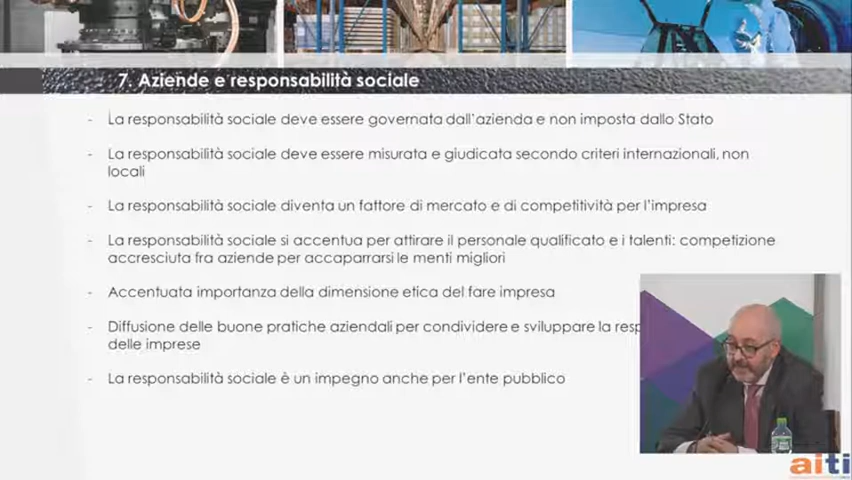 7. Aziende e responsabilità sociale
- La responsabilità sociale deve essere governata dall'azienda e non imposta dallo Stato
- La responsabilità sociale deve essere misurata e giudicata secondo criteri internazionali, non
locali
- La responsabilità sociale diventa un fattore di mercato e di competitività per l'impresa
- La responsabilità sociale si accentua per attirare il personale qualificato e i talenti: competizione
accresciuta fra aziende per accaparrarsi le menti migliori
- Accentuata importanza della dimensione etica del fare impresa
- Diffusione delle buone pratiche aziendali per condividere e sviluppare la resp
delle imprese
- La responsabilità sociale è un impegno anche per l'ente pubblico
aiti